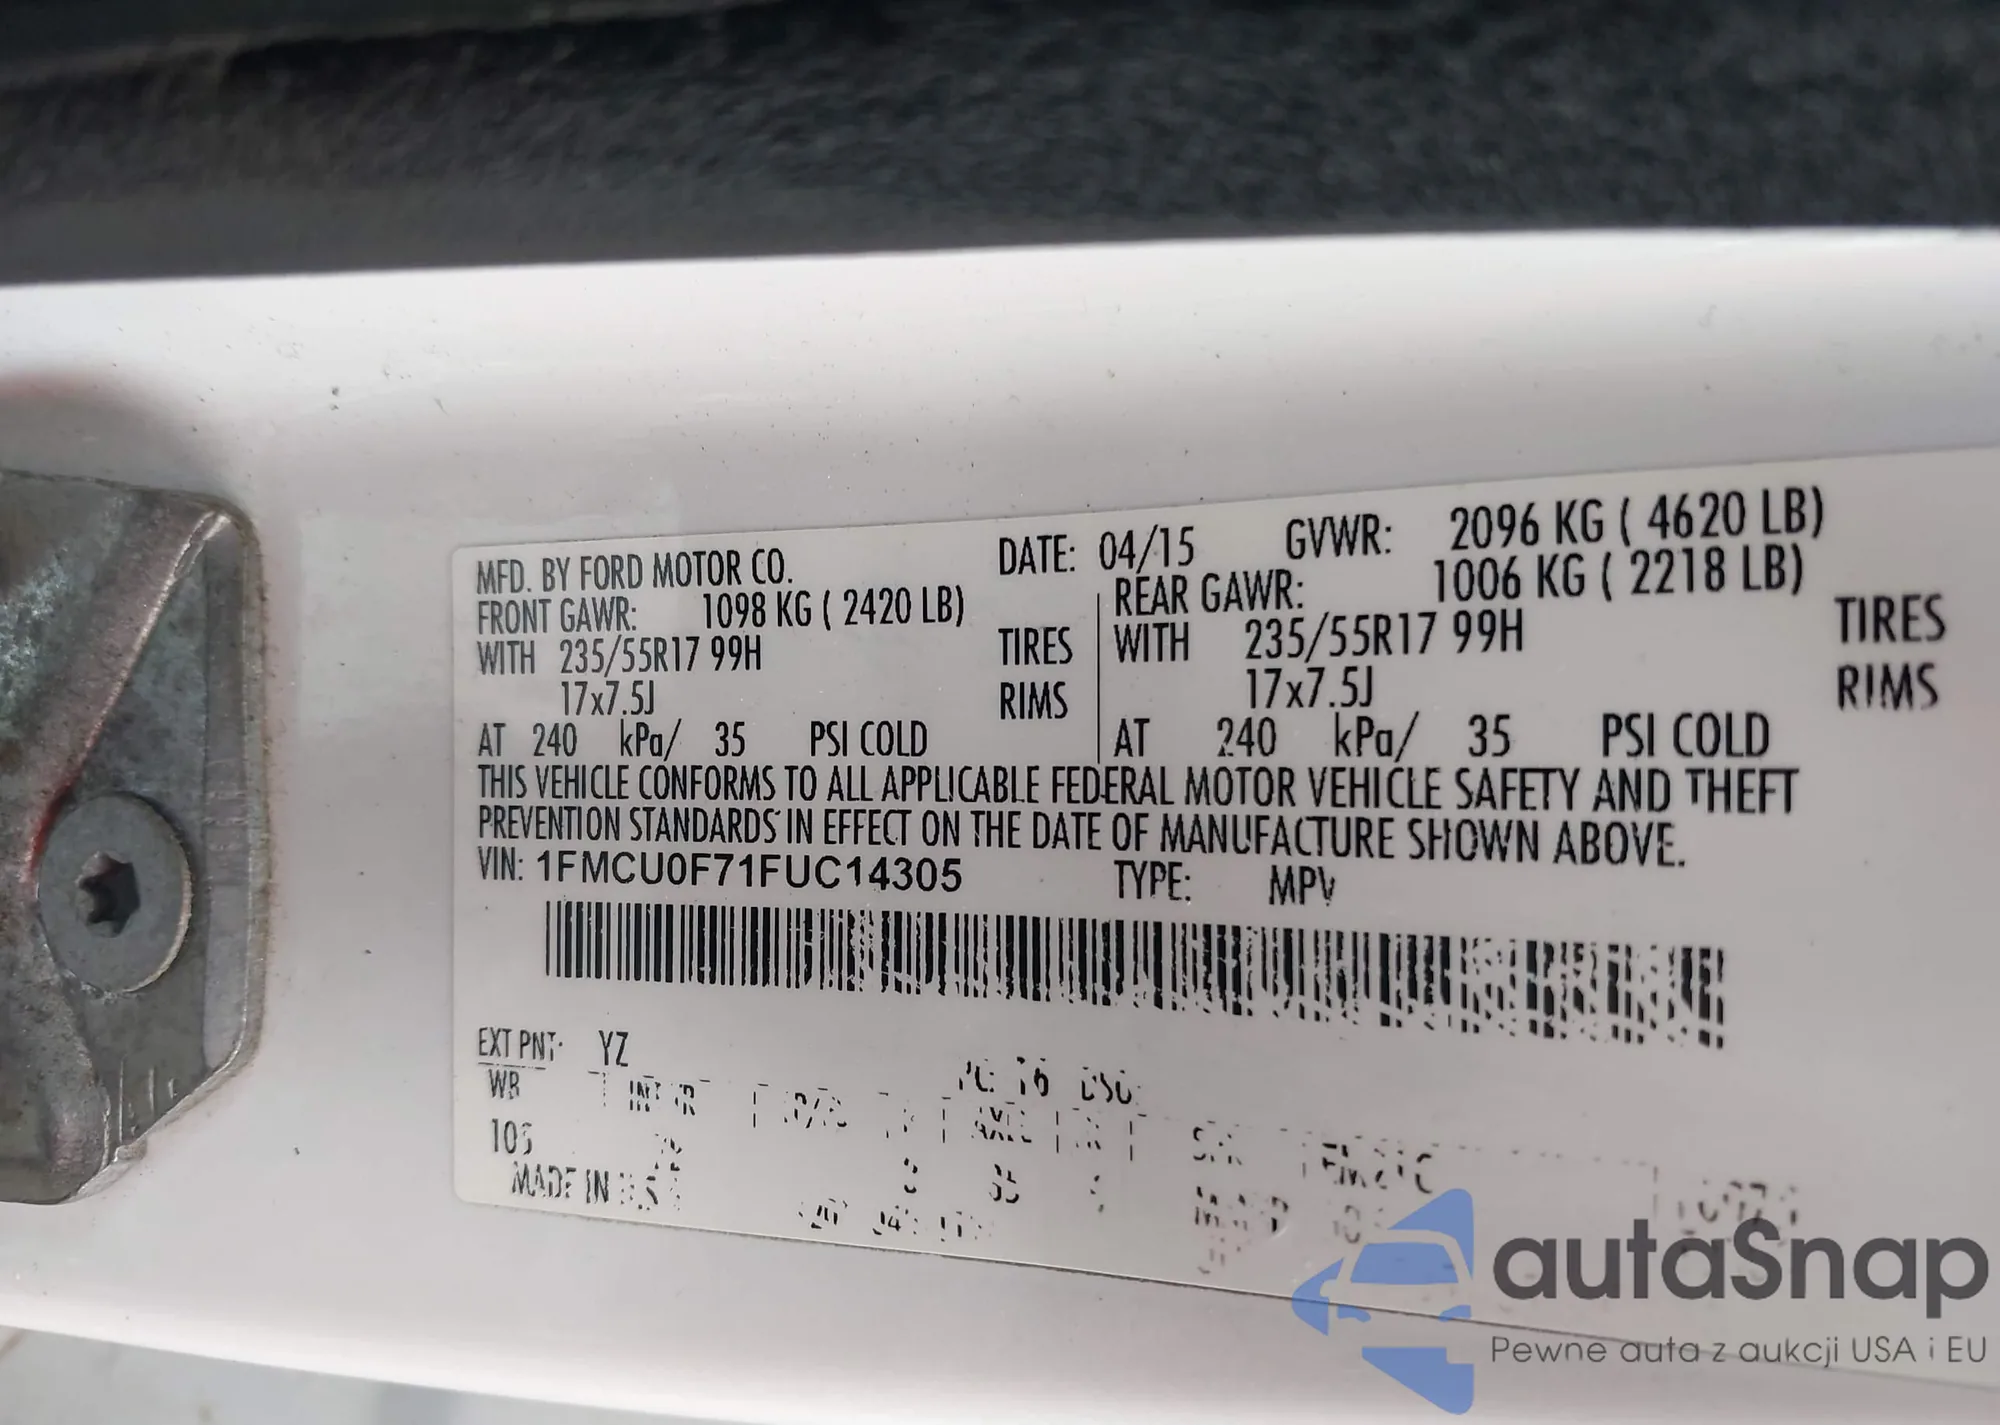 MFD. BY FORD MOTOR CO. DATE: 04/15 GVWR: 2096 KG ( 4620 LB)
FRONT GAWR: 1098 KG ( 2420 LB) REAR GAWR: 1006 KG ( 2218 LB)
WITH 235/55R17 99H TIRES WITH 235/55R17 99H TIRES
17x7.5J RIMS 17x7.5J RIMS
AT 240 kPa/ 35 PSI COLD AT 240 kPa/ 35 PSI COLD
THIS VEHICLE CONFORMS TO ALL APPLICABLE FEDERAL MOTOR VEHICLE SAFETY AND THEFT
PREVENTION STANDARDS IN EFFECT ON THE DATE OF MANUFACTURE SHOWN ABOVE.
VIN: 1FMCU0F71FUC14305 TYPE: MPV
EXT PNT: YZ
WB
MADE IN
autaSnap
Pewne auta z aukcji USA i EU